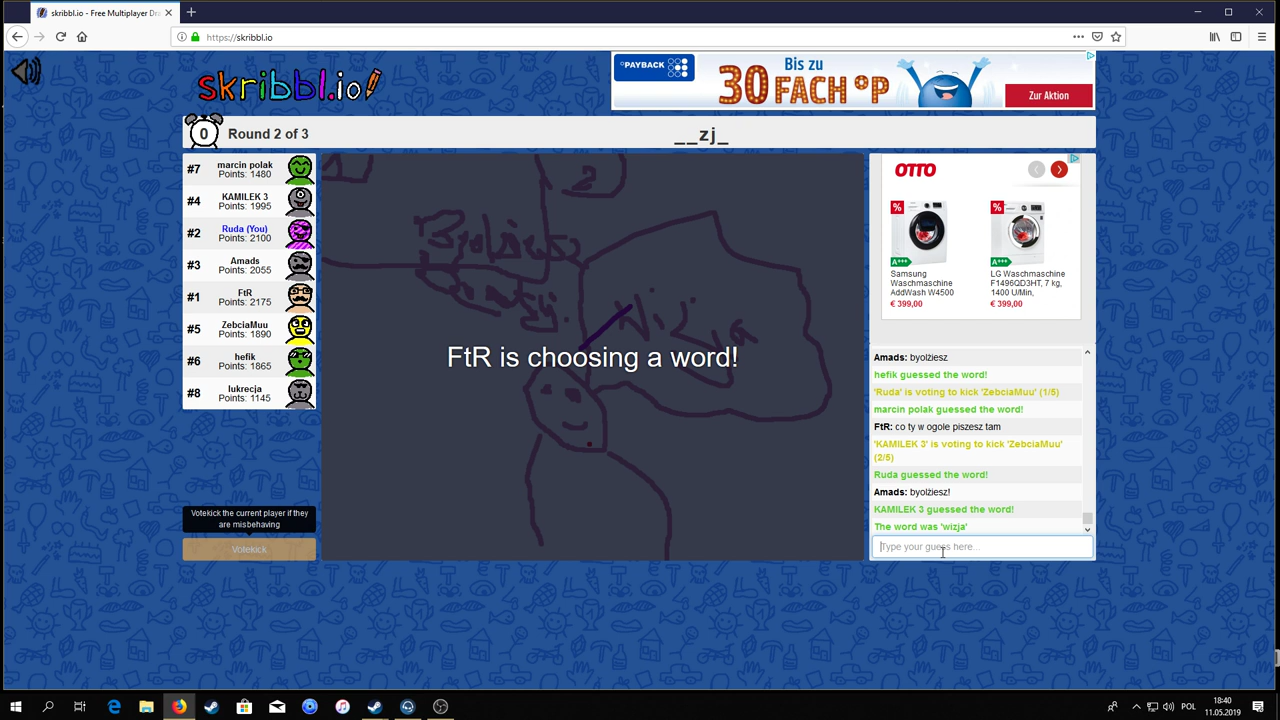 skribbl.io - Free Multiplayer Dra
https://skribbl.io
skribbl.io
°PAYBACK
Bis zu
30 FACH °P
Zur Aktion
0
Round 2 of 3
__zj_
#7
marcin polak
Points: 1480
#4
KAMILEK 3
Points: 1995
#2
Ruda (You)
Points: 2100
#3
Amads
Points: 2055
#1
FtR
Points: 2175
#5
ZebciaMuu
Points: 1890
#6
hefik
Points: 1865
#8
lukrecja
Points: 1145
Votekick the current player if they
are misbehaving
Votekick
1
2
FtR is choosing a word!
OTTO
%
%
A+++
A+++
Samsung
Waschmaschine
AddWash W4500
€ 399,00
LG Waschmaschine
F1496QD3HT, 7 kg,
1400 U/Min,
€ 399,00
Amads: byolżiesz
hefik guessed the word!
'Ruda' is voting to kick 'ZebciaMuu' (1/5)
marcin polak guessed the word!
FtR: co ty w ogole piszesz tam
'KAMILEK 3' is voting to kick 'ZebciaMuu'
(2/5)
Ruda guessed the word!
Amads: byolżiesz!
KAMILEK 3 guessed the word!
The word was 'wizja'
Type your guess here...
POL
18:40
11.05.2019